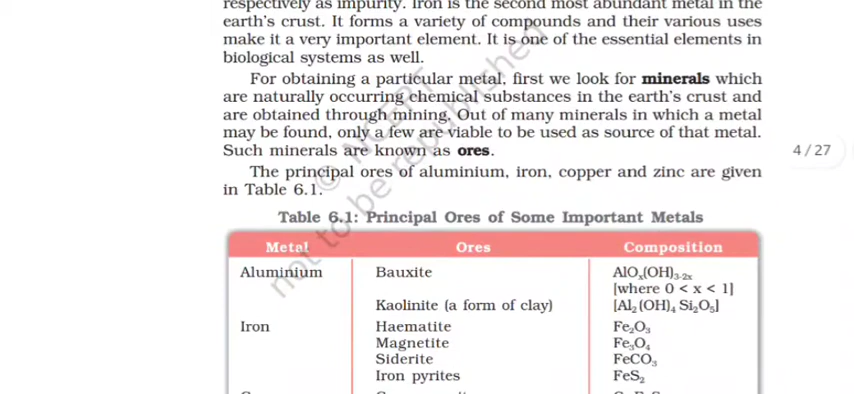 respectively as impurity. Iron is the second most abundant metal in the
earth's crust. It forms a variety of compounds and their various uses
make it a very important element. It is one of the essential elements in
biological systems as well.
For obtaining a particular metal, first we look for minerals which
are naturally occurring chemical substances in the earth's crust and
are obtained through mining. Out of many minerals in which a metal
may be found, only a few are viable to be used as source of that metal.
Such minerals are known as ores.
4 / 27
The principal ores of aluminium, iron, copper and zinc are given
in Table 6.1.
© NCERT
not to be republished
Table 6.1: Principal Ores of Some Important Metals
Metal Ores Composition
Aluminium Bauxite AlOₓ(OH)₃₋₂ₓ
[where 0 < x < 1]
Kaolinite (a form of clay) [Al₂(OH)₄ Si₂O₅]
Iron Haematite Fe₂O₃
Magnetite Fe₃O₄
Siderite FeCO₃
Iron pyrites FeS₂